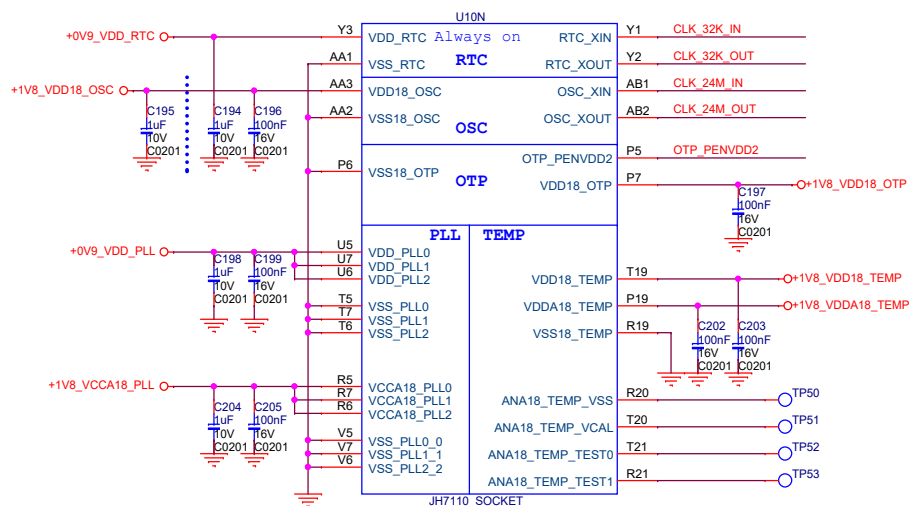 U10N
+0V9_VDD_RTC
Y3
VDD_RTC
Always on
RTC_XIN
Y1
CLK_32K_IN
AA1
VSS_RTC
RTC
RTC_XOUT
Y2
CLK_32K_OUT
+1V8_VDD18_OSC
AA3
VDD18_OSC
OSC_XIN
AB1
CLK_24M_IN
AA2
VSS18_OSC
OSC
OSC_XOUT
AB2
CLK_24M_OUT
C195
1uF
10V
C0201
C194
1uF
10V
C0201
C196
100nF
16V
C0201
P6
VSS18_OTP
OTP
OTP_PENVDD2
P5
OTP_PENVDD2
VDD18_OTP
P7
+1V8_VDD18_OTP
C197
100nF
16V
C0201
PLL
TEMP
+0V9_VDD_PLL
U5
VDD_PLL0
U7
VDD_PLL1
U6
VDD_PLL2
C198
1uF
10V
C0201
C199
100nF
16V
C0201
T5
VSS_PLL0
T7
VSS_PLL1
T6
VSS_PLL2
VDD18_TEMP
T19
+1V8_VDD18_TEMP
VDDA18_TEMP
P19
+1V8_VDDA18_TEMP
VSS18_TEMP
R19
C202
100nF
16V
C0201
C203
100nF
16V
C0201
+1V8_VCCA18_PLL
R5
VCCA18_PLL0
R7
VCCA18_PLL1
R6
VCCA18_PLL2
C204
1uF
10V
C0201
C205
100nF
16V
C0201
V5
VSS_PLL0_0
V7
VSS_PLL1_1
V6
VSS_PLL2_2
ANA18_TEMP_VSS
R20
TP50
ANA18_TEMP_VCAL
T20
TP51
ANA18_TEMP_TEST0
T21
TP52
ANA18_TEMP_TEST1
R21
TP53
JH7110_SOCKET